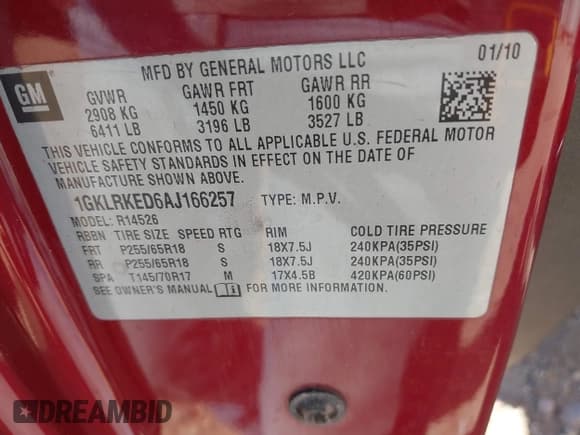 MFD BY GENERAL MOTORS LLC 01/10
GM
GVWR GAWR FRT GAWR RR
2908 KG 1450 KG 1600 KG
6411 LB 3196 LB 3527 LB
THIS VEHICLE CONFORMS TO ALL APPLICABLE U.S. FEDERAL MOTOR
VEHICLE SAFETY STANDARDS IN EFFECT ON THE DATE OF
MANUFACTURE SHOWN ABOVE.
1GKLRKED6AJ166257 TYPE: M.P.V.
MODEL: R14526
RBBN TIRE SIZE SPEED RTG RIM COLD TIRE PRESSURE
FRT P255/65R18 S 18X7.5J 240KPA(35PSI)
RR P255/65R18 S 18X7.5J 240KPA(35PSI)
SPA T145/70R17 M 17X4.5B 420KPA(60PSI)
SEE OWNER'S MANUAL FOR MORE INFORMATION.
DREAMBID